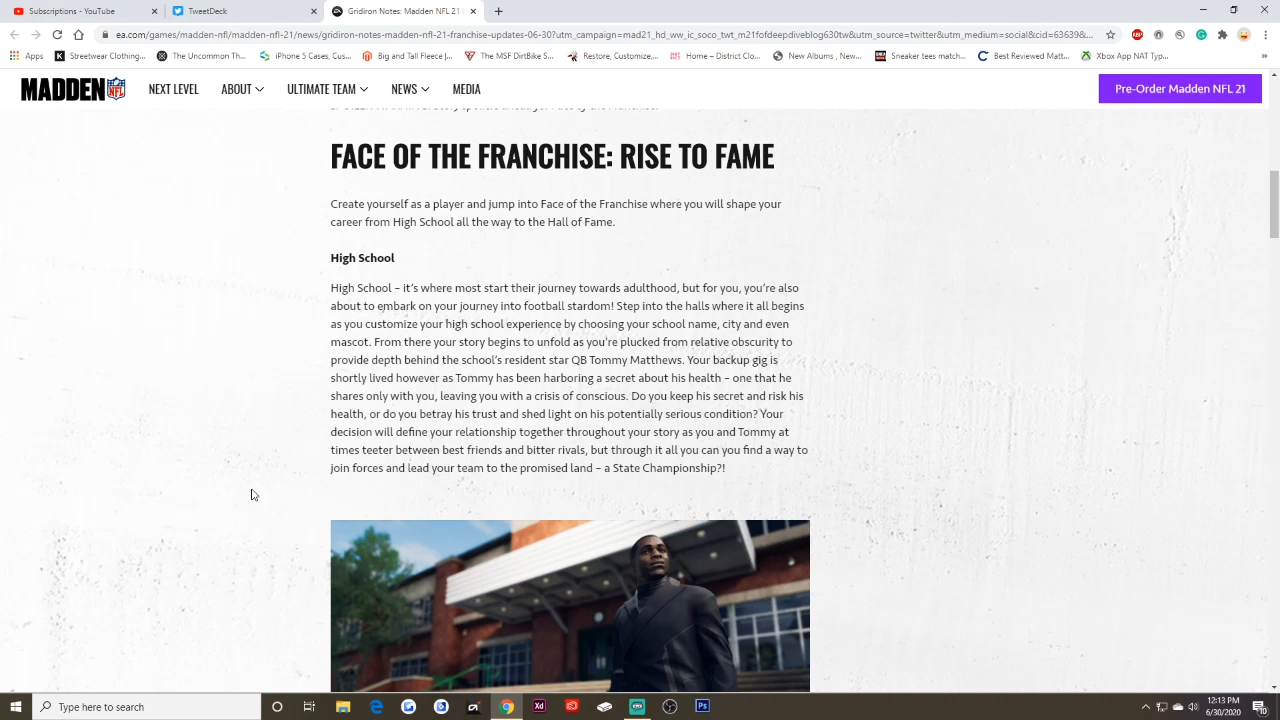 Subscriptions - YouTube
TweetDeck
Gridiron Notes- Madden NFL 21 F
ea.com/games/madden-nfl/madden-nfl-21/news/gridiron-notes-madden-21-face-of-the-franchise-updates-06-30?utm_campaign=mad21_hd_ww_ic_soco_twt_m21fofdeepdiveblog630tw&utm_source=twitter&utm_medium=social&cid=63639&...
Apps
Streetwear Clothing...
iPhone 5 Cases, Cus...
Big and Tall Fleece J...
The MSF DirtBike S...
Restore, Customize,...
Home – District Clo...
New Albums , New...
Sneaker tees match...
Best Reviewed Matt...
Xbox App NAT Typ...
MADDEN NFL
NEXT LEVEL
ABOUT
ULTIMATE TEAM
NEWS
MEDIA
Pre-Order Madden NFL 21
FACE OF THE FRANCHISE: RISE TO FAME
Create yourself as a player and jump into Face of the Franchise where you will shape your
career from High School all the way to the Hall of Fame.
High School
High School – it’s where most start their journey towards adulthood, but for you, you’re also
about to embark on your journey into football stardom! Step into the halls where it all begins
as you customize your high school experience by choosing your school name, city and even
mascot. From there your story begins to unfold as you’re plucked from relative obscurity to
provide depth behind the school’s resident star QB Tommy Matthews. Your backup gig is
shortly lived however as Tommy has been harboring a secret about his health – one that he
shares only with you, leaving you with a crisis of conscious. Do you keep his secret and risk his
health, or do you betray his trust and shed light on his potentially serious condition? Your
decision will define your relationship together throughout your story as you and Tommy at
times teeter between best friends and bitter rivals, but through it all you can you find a way to
join forces and lead your team to the promised land – a State Championship?!
Type here to search
12:13 PM
6/30/2020